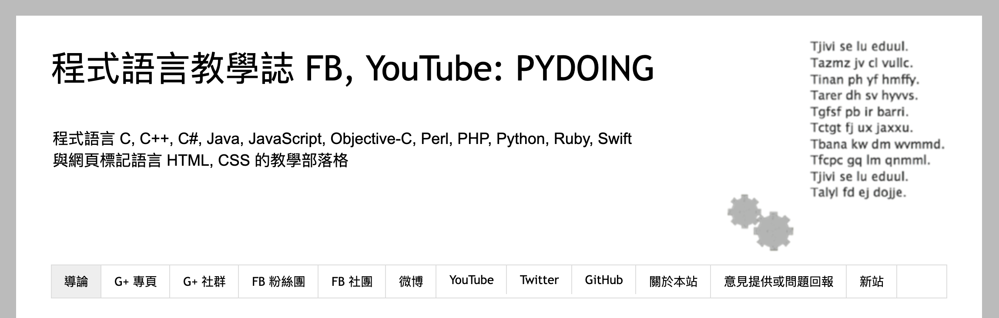 程式語言教學誌 FB, YouTube: PYDOING
程式語言 C, C++, C#, Java, JavaScript, Objective-C, Perl, PHP, Python, Ruby, Swift
與網頁標記語言 HTML, CSS 的教學部落格
Tjivi se lu eduul.
Tazmz jv cl vullc.
Tinan ph yf hmffy.
Tarer dh sv hyvvs.
Tgfsf pb ir barri.
Tctgt fj ux jaxxu.
Tbana kw dm wvmmd.
Tfcpc gq lm qnmml.
Tjivi se lu eduul.
Talyl fd ej dojje.
導論 G+ 專頁 G+ 社群 FB 粉絲團 FB 社團 微博 YouTube Twitter GitHub 關於本站 意見提供或問題回報 新站